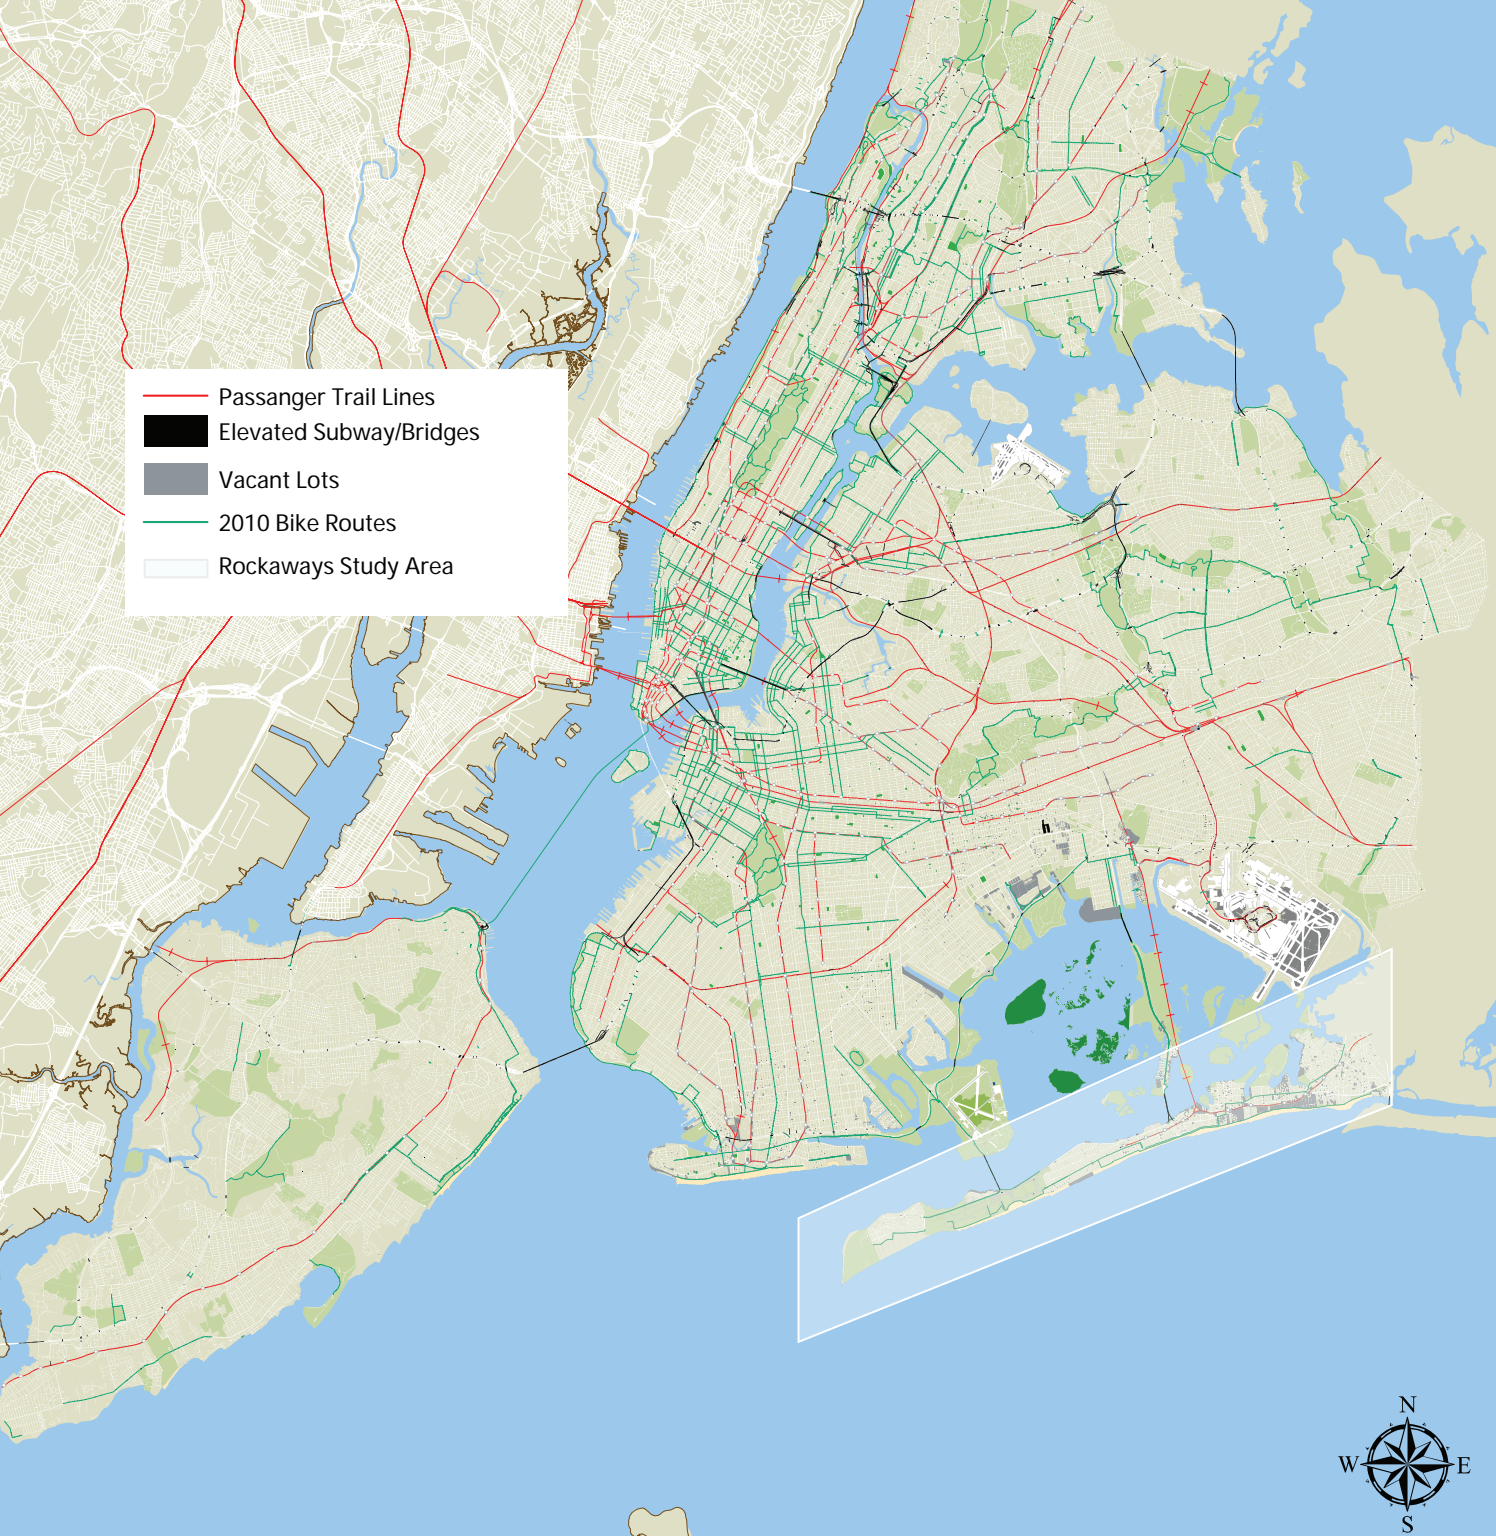 Passanger Trail Lines
Elevated Subway/Bridges
Vacant Lots
2010 Bike Routes
Rockaways Study Area
N
W E
S